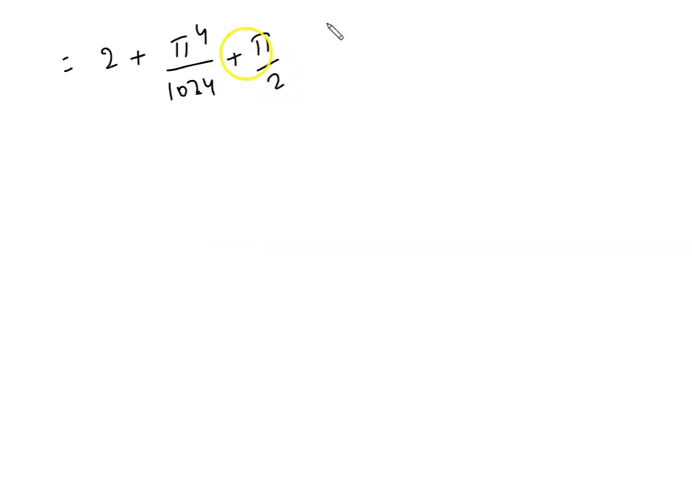 = 2 + π⁴/1024 + π/2